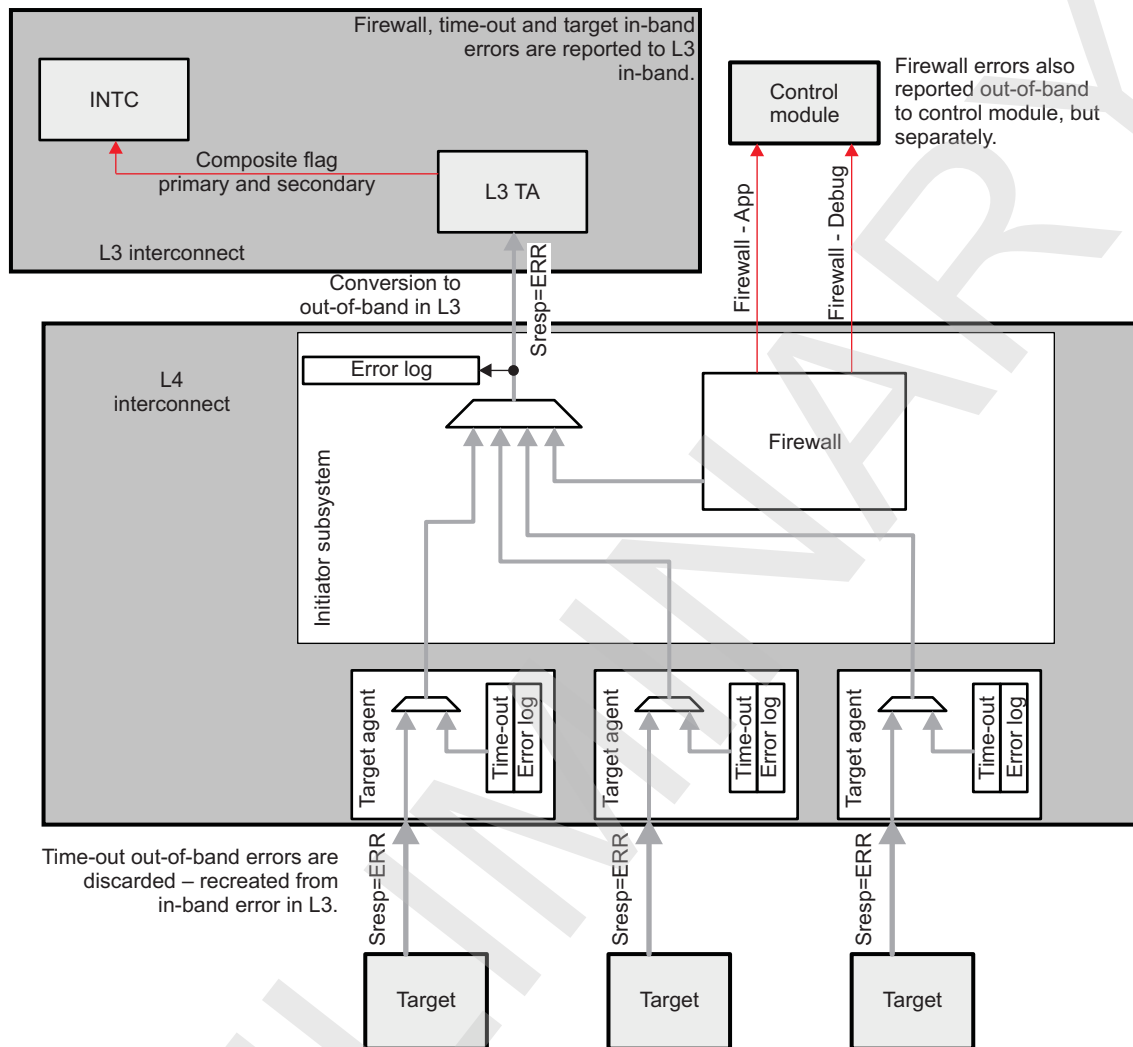 Firewall, time-out and target in-band
errors are reported to L3
in-band.
INTC
Composite flag
primary and secondary
L3 TA
L3 interconnect
Control
module
Firewall errors also
reported out-of-band
to control module, but
separately.
Firewall - App
Firewall - Debug
Conversion to
out-of-band in L3
Sresp=ERR
L4
interconnect
Error log
Firewall
Initiator subsystem
Target agent
Time-out
Error log
Target agent
Time-out
Error log
Target agent
Time-out
Error log
Time-out out-of-band errors are
discarded – recreated from
in-band error in L3.
Sresp=ERR
Sresp=ERR
Sresp=ERR
Target
Target
Target